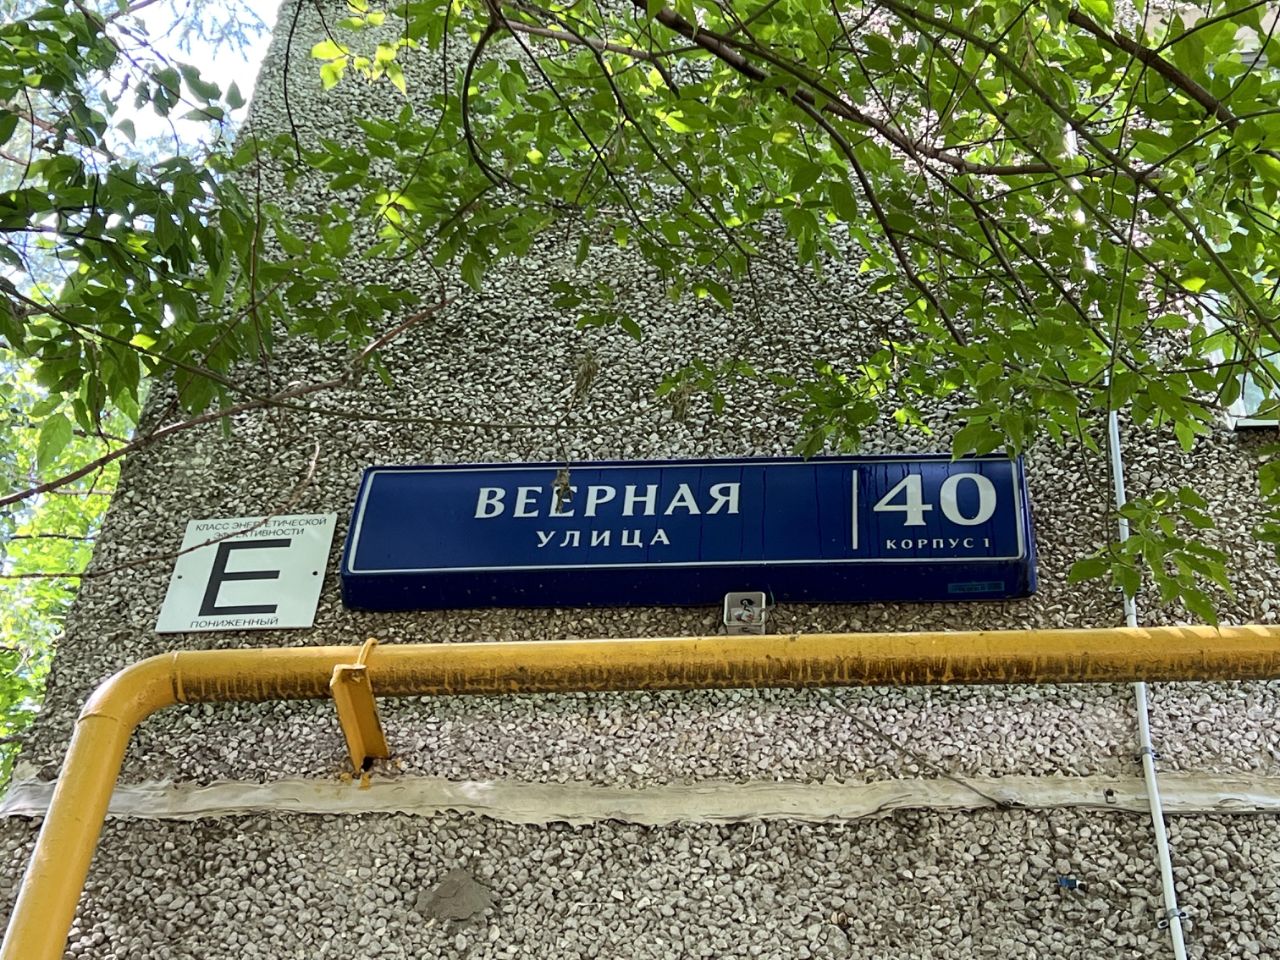 КЛАСС ЭНЕРГЕТИЧЕСКОЙ
ЭФФЕКТИВНОСТИ
E
ПОНИЖЕННЫЙ
ВЕЕРНАЯ
УЛИЦА
40
КОРПУС 1